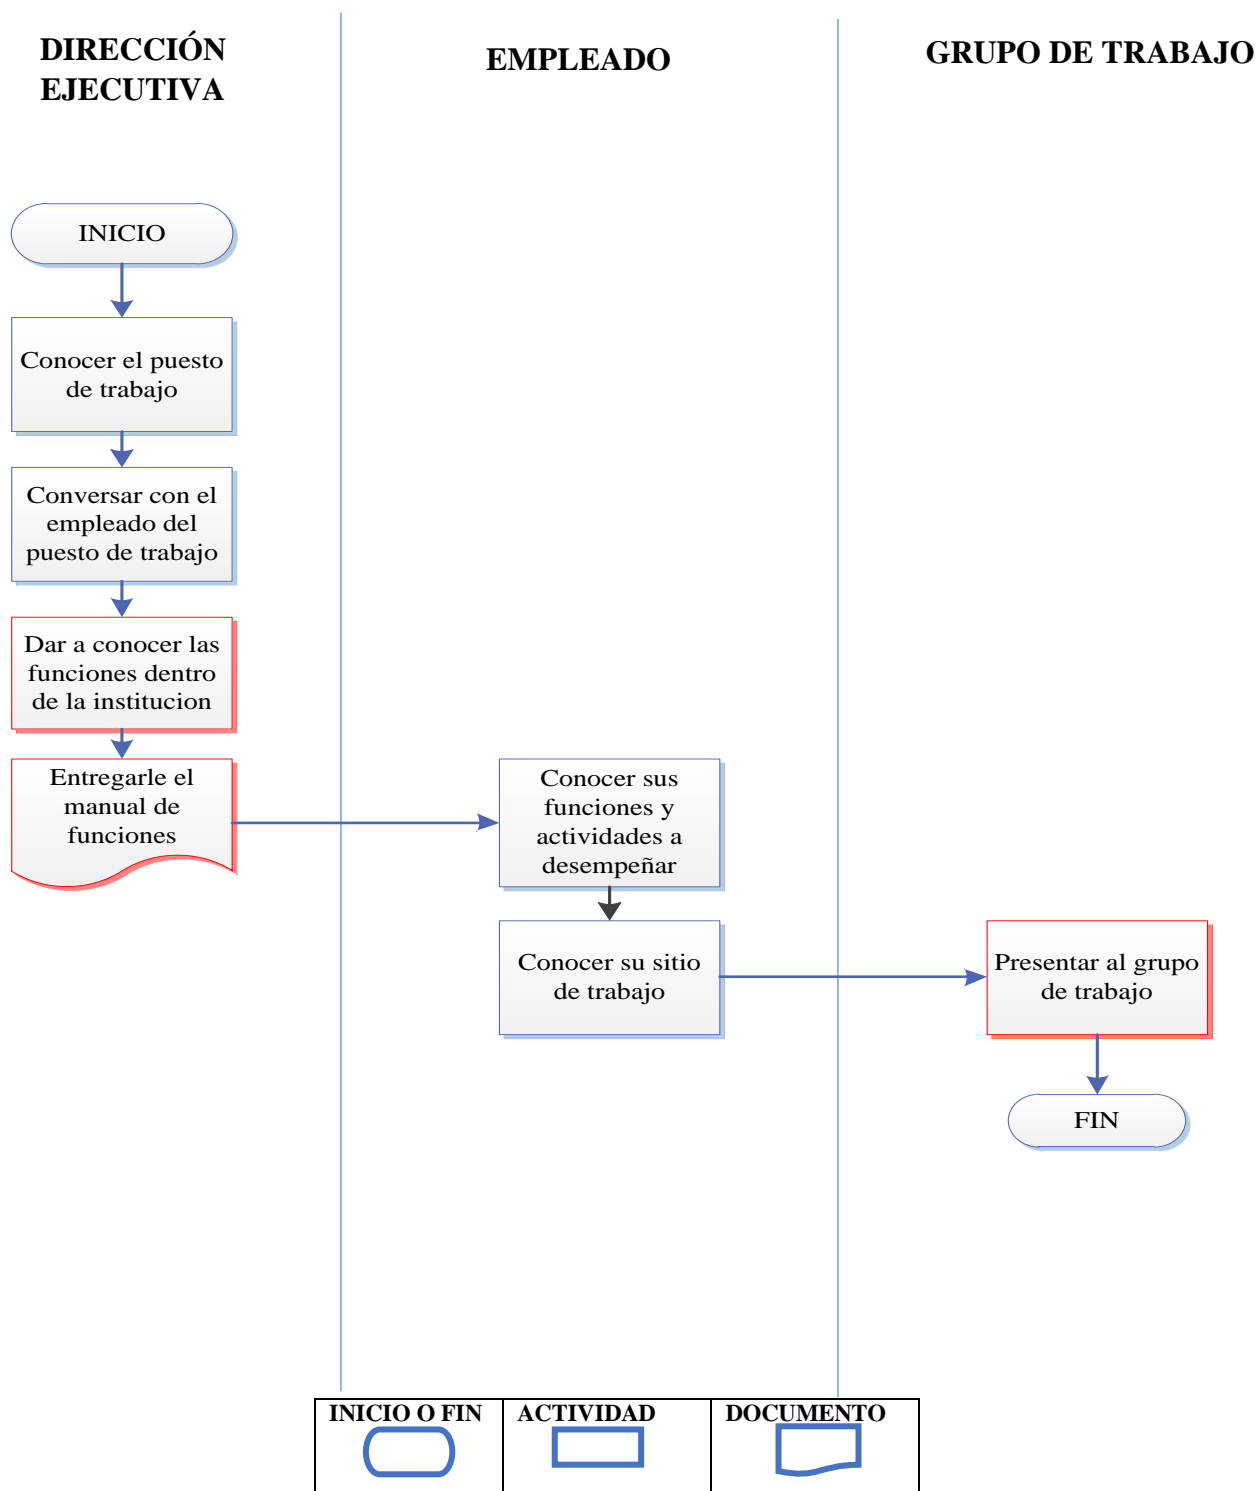 DIRECCIÓN
EJECUTIVA
EMPLEADO
GRUPO DE TRABAJO
INICIO
Conocer el puesto
de trabajo
Conversar con el
empleado del
puesto de trabajo
Dar a conocer las
funciones dentro
de la institucion
Entregarle el
manual de
funciones
Conocer sus
funciones y
actividades a
desempeñar
Conocer su sitio
de trabajo
Presentar al grupo
de trabajo
FIN
INICIO O FIN
ACTIVIDAD
DOCUMENTO